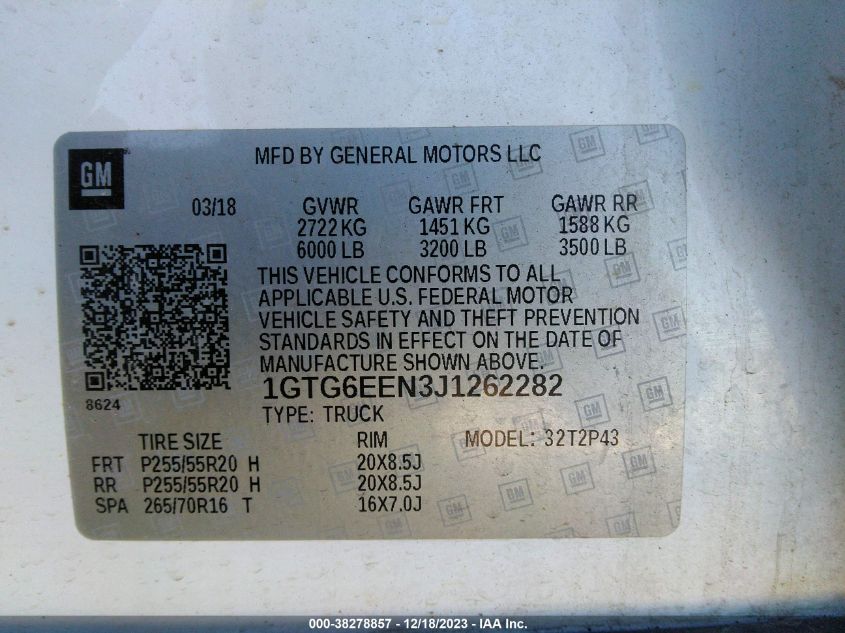 GM
MFD BY GENERAL MOTORS LLC
03/18 GVWR GAWR FRT GAWR RR
2722 KG 1451 KG 1588 KG
6000 LB 3200 LB 3500 LB
THIS VEHICLE CONFORMS TO ALL
APPLICABLE U.S. FEDERAL MOTOR
VEHICLE SAFETY AND THEFT PREVENTION
STANDARDS IN EFFECT ON THE DATE OF
MANUFACTURE SHOWN ABOVE.
1GTG6EEN3J1262282
8624
TYPE: TRUCK
TIRE SIZE RIM MODEL: 32T2P43
FRT P255/55R20 H 20X8.5J
RR P255/55R20 H 20X8.5J
SPA 265/70R16 T 16X7.0J
000-38278857 - 12/18/2023 - IAA Inc.